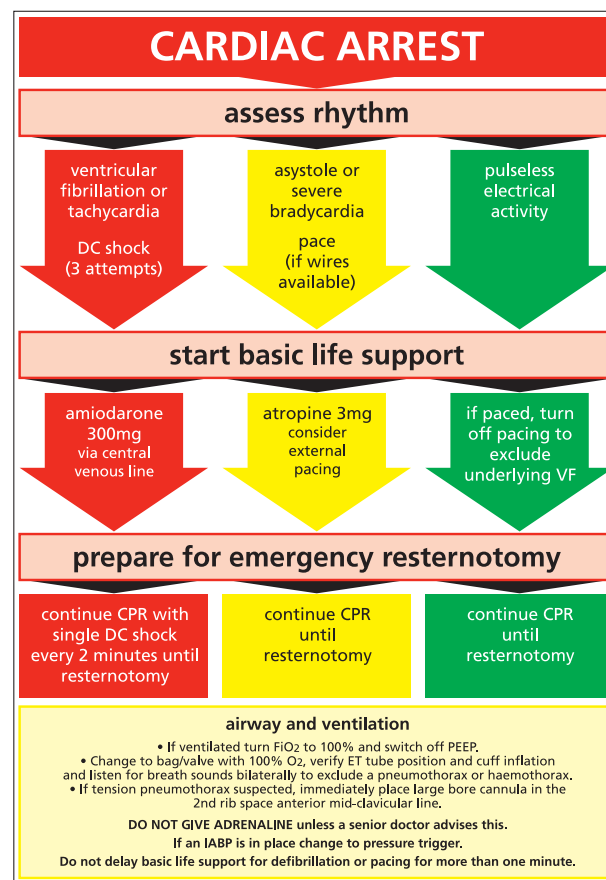 CARDIAC ARREST
assess rhythm
ventricular
fibrillation or
tachycardia
DC shock
(3 attempts)
asystole or
severe
bradycardia
pace
(if wires
available)
pulseless
electrical
activity
start basic life support
amiodarone
300mg
via central
venous line
atropine 3mg
consider
external
pacing
if paced, turn
off pacing to
exclude
underlying VF
prepare for emergency resternotomy
continue CPR with
single DC shock
every 2 minutes until
resternotomy
continue CPR
until
resternotomy
continue CPR
until
resternotomy
airway and ventilation
• If ventilated turn FiO2 to 100% and switch off PEEP.
• Change to bag/valve with 100% O2, verify ET tube position and cuff inflation
and listen for breath sounds bilaterally to exclude a pneumothorax or haemothorax.
• If tension pneumothorax suspected, immediately place large bore cannula in the
2nd rib space anterior mid-clavicular line.
DO NOT GIVE ADRENALINE unless a senior doctor advises this.
If an IABP is in place change to pressure trigger.
Do not delay basic life support for defibrillation or pacing for more than one minute.